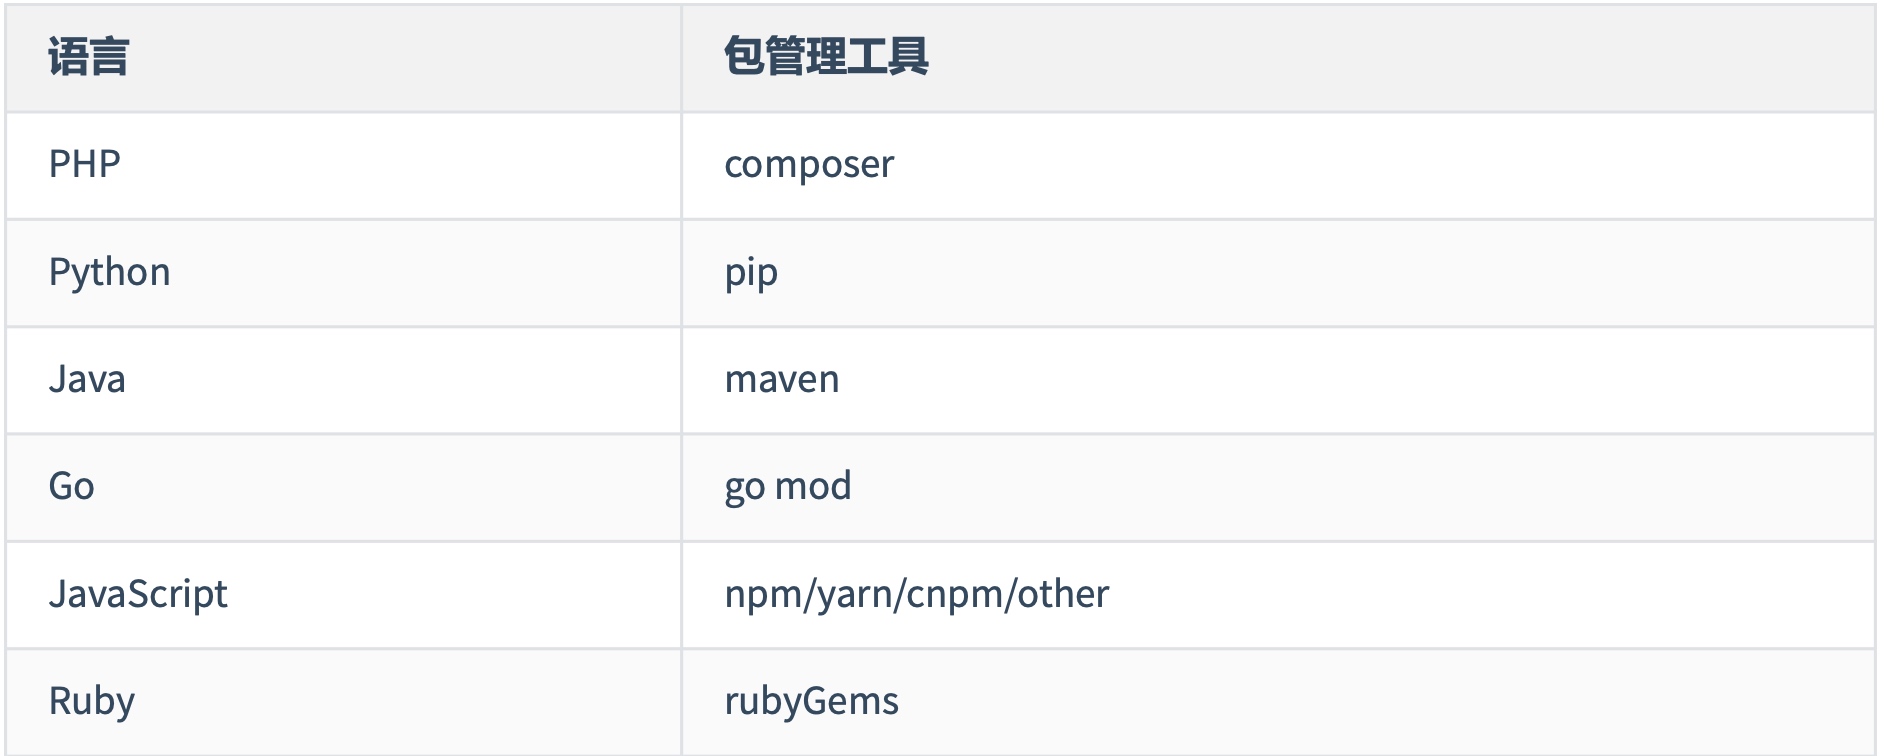 语言 包管理工具
PHP composer
Python pip
Java maven
Go go mod
JavaScript npm/yarn/cnpm/other
Ruby rubyGems